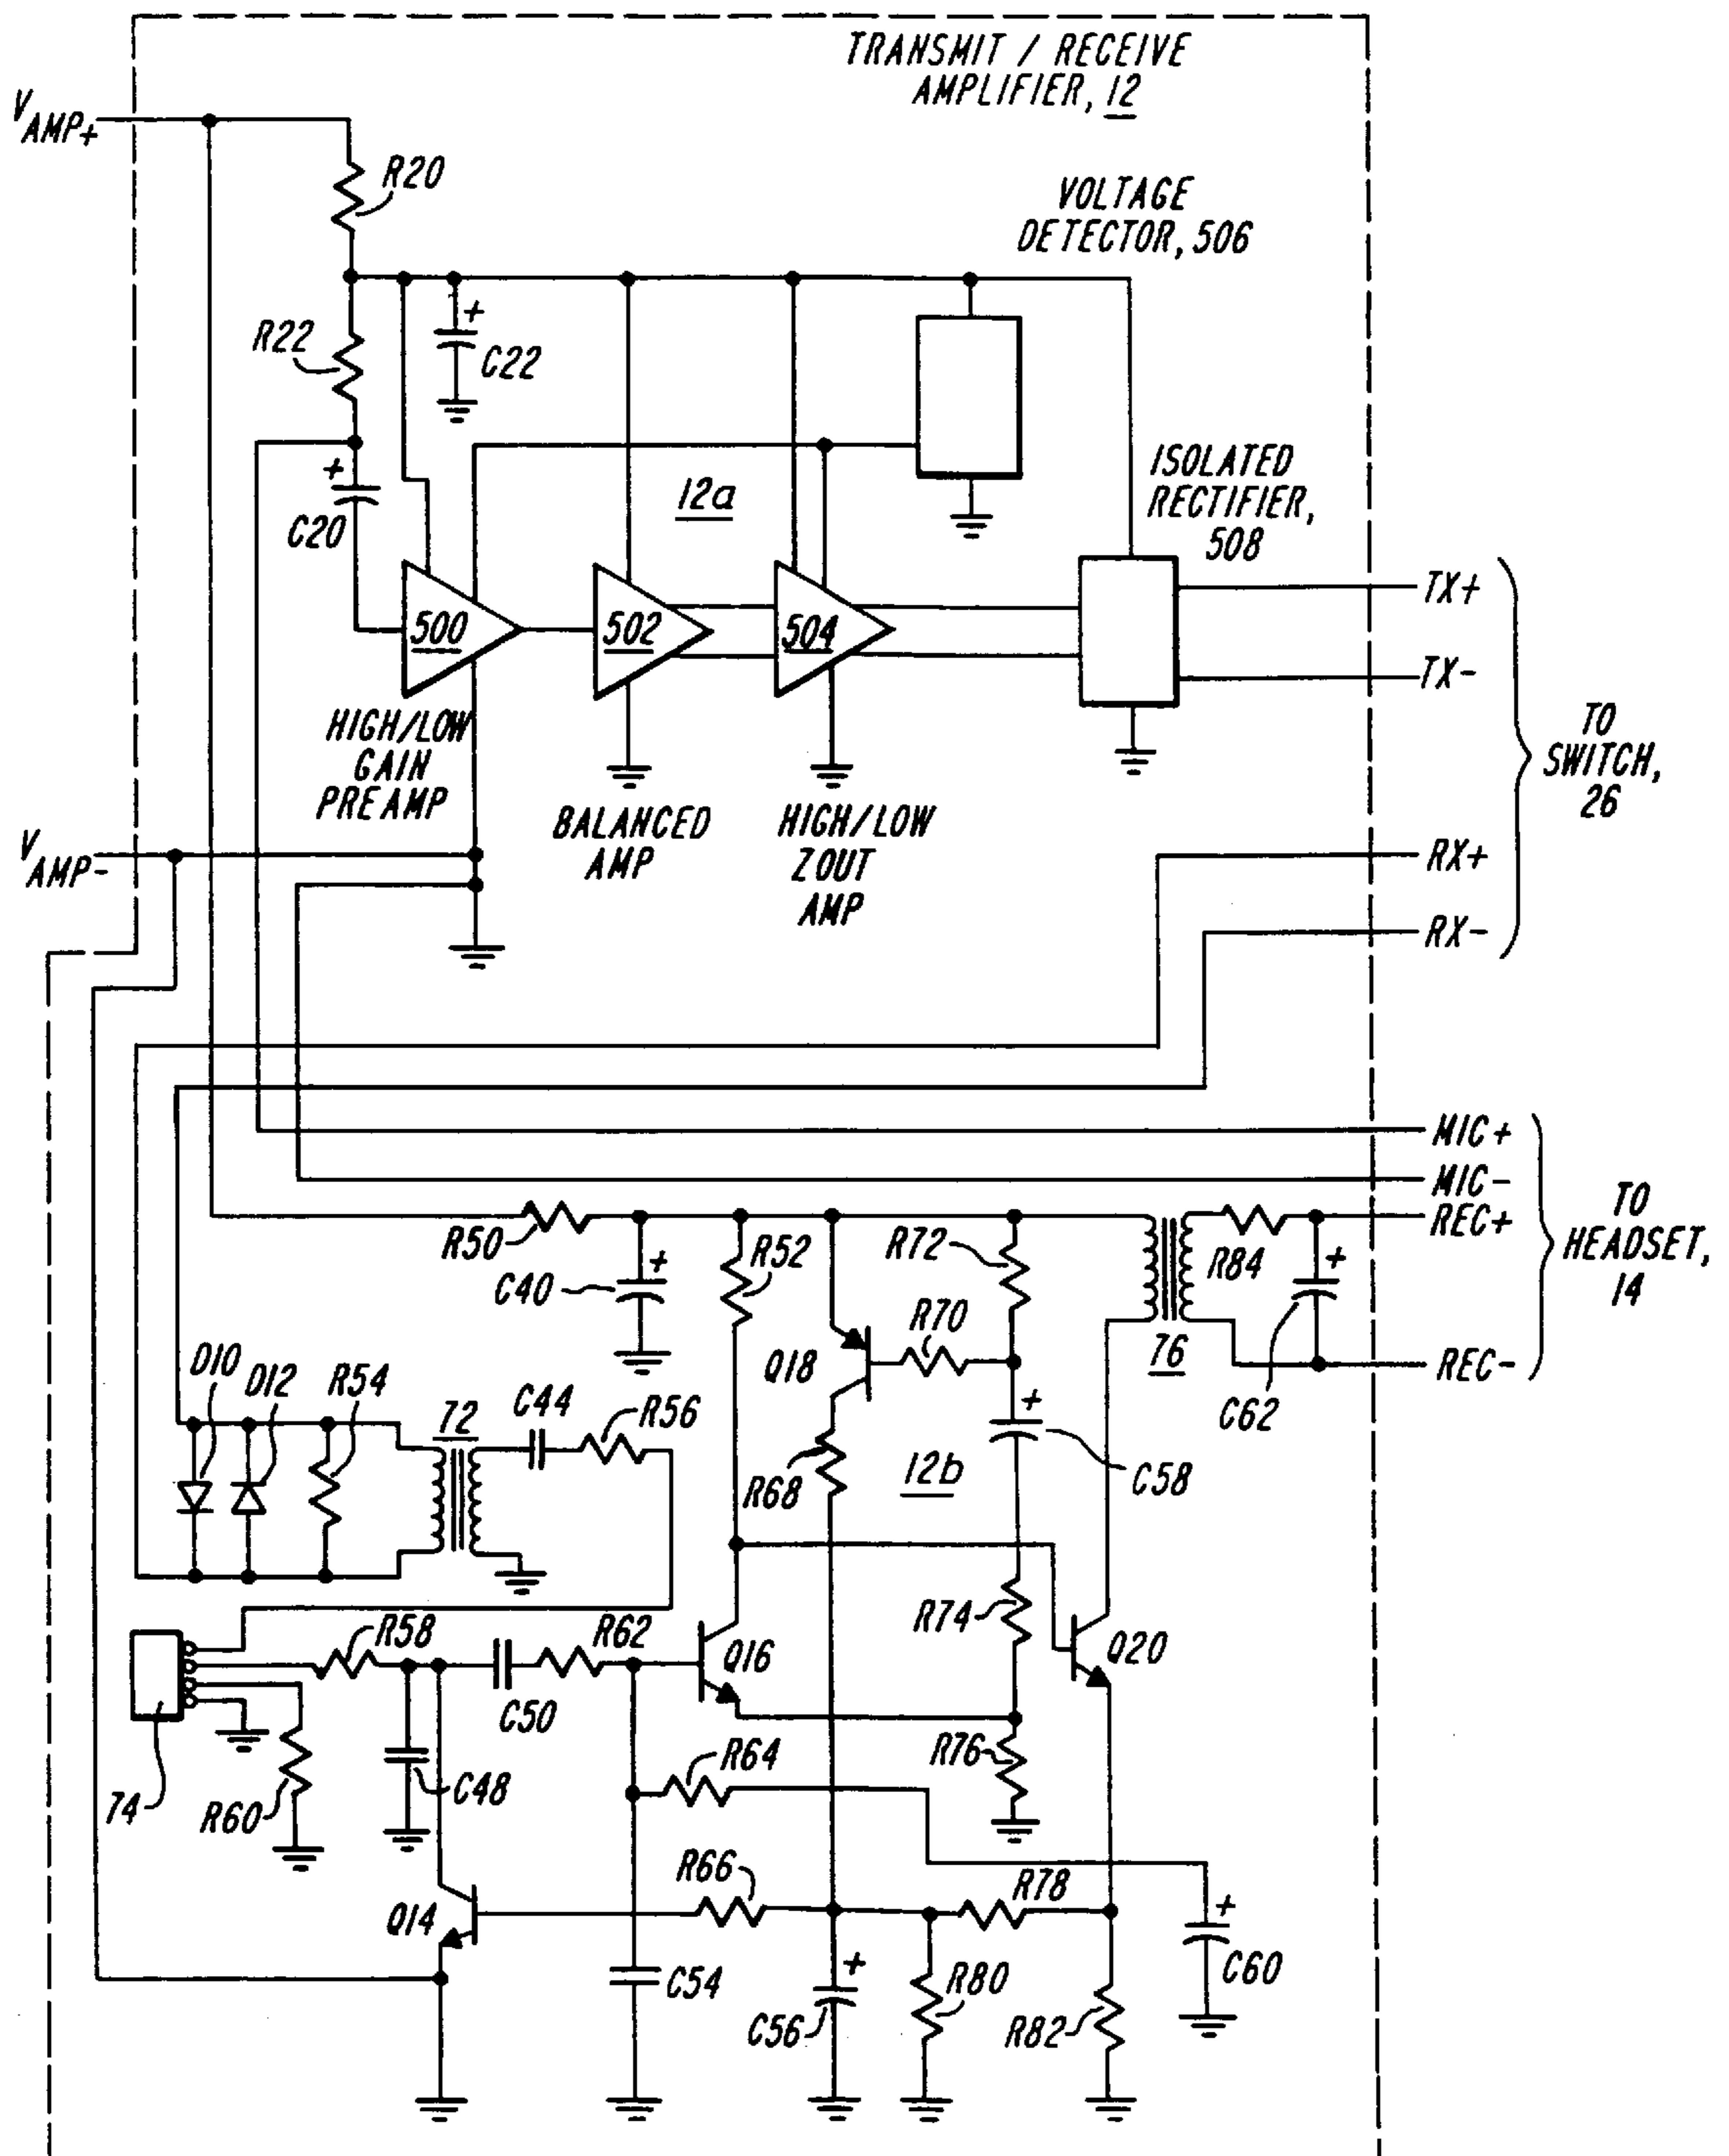 TRANSMIT / RECEIVE
AMPLIFIER, 12
V AMP+
R20
VOLTAGE
DETECTOR, 506
R22
+
C22
+
C20
12a
ISOLATED
RECTIFIER,
508
500
502
504
TX+
TX-
HIGH/LOW
GAIN
PREAMP
BALANCED
AMP
HIGH/LOW
ZOUT
AMP
TO
SWITCH,
26
V AMP-
RX+
RX-
MIC+
MIC-
REC+
REC-
TO
HEADSET,
14
R50
C40
+
R52
R72
R84
+
C62
R70
Q18
76
D10
D12
R54
72
C44
R56
R68
12b
+
C58
R58
R62
Q16
R74
Q20
C50
R64
R76
74
R60
C48
R66
R78
Q14
+
C60
C54
+
C56
R80
R82